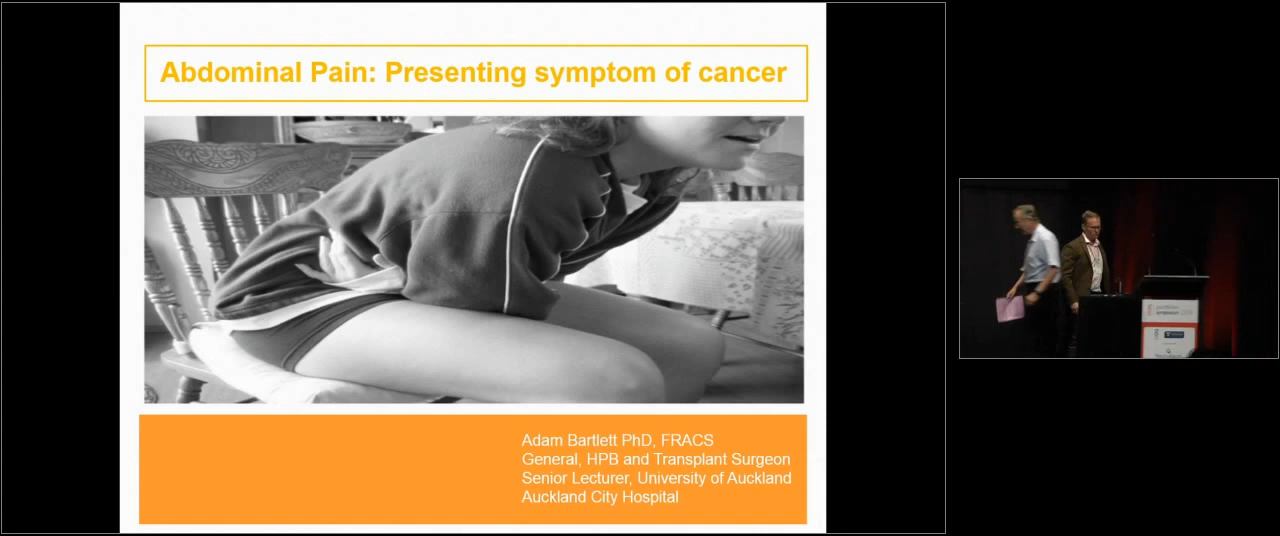 Abdominal Pain: Presenting symptom of cancer
Adam Bartlett PhD, FRACS
General, HPB and Transplant Surgeon
Senior Lecturer, University of Auckland
Auckland City Hospital